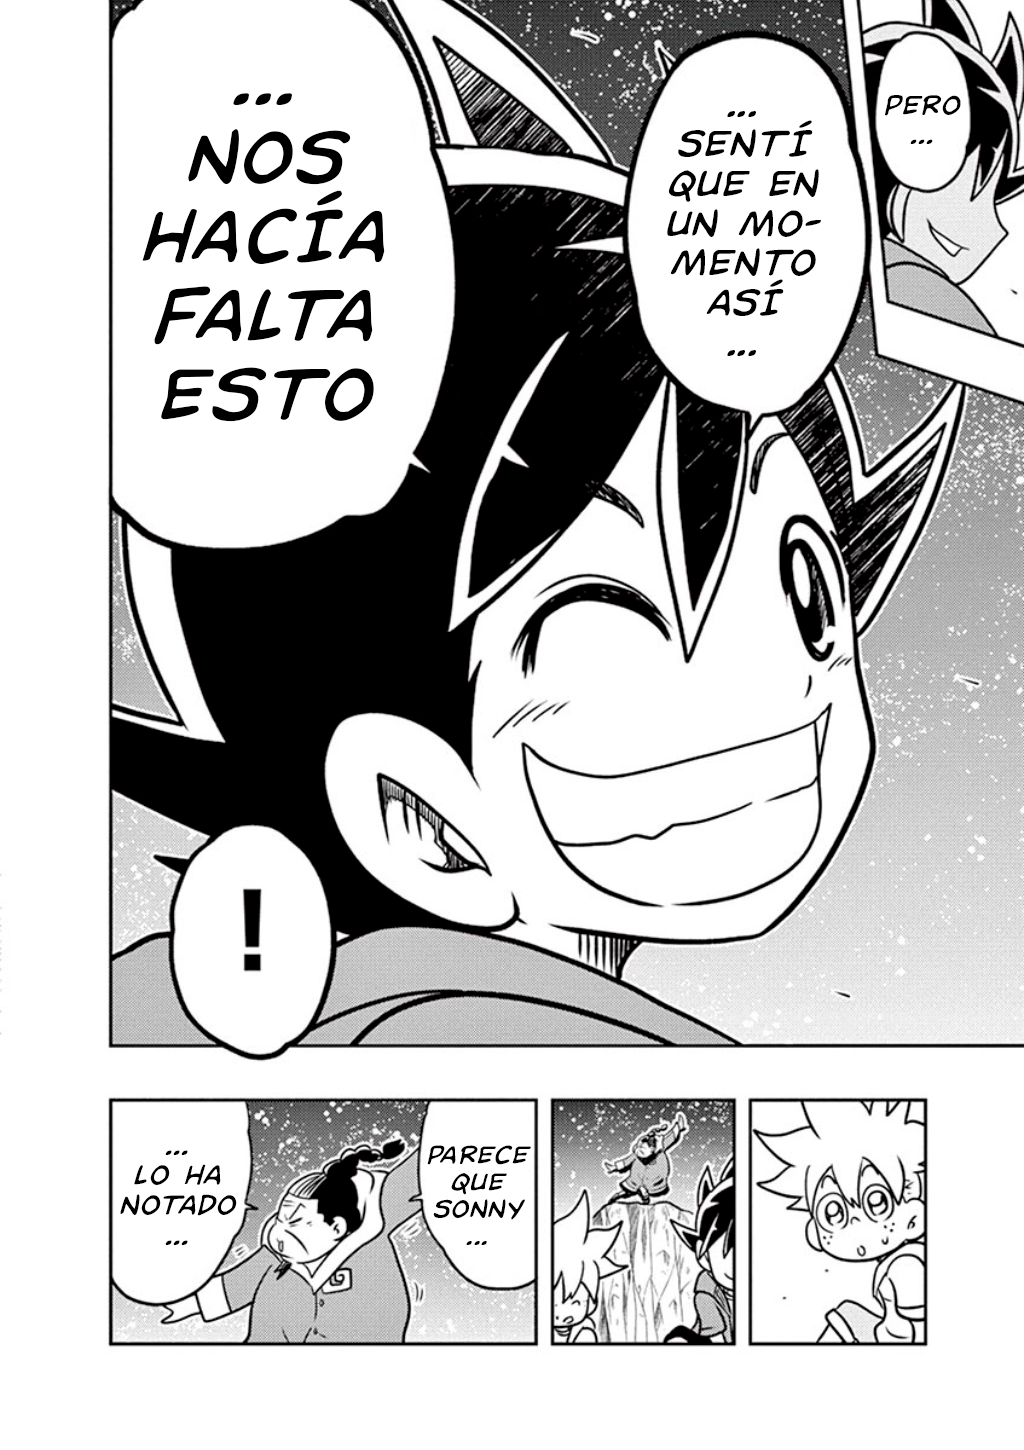 PERO
...
...
SENTÍ
QUE EN
UN MO-
MENTO
ASÍ
...
...
NOS
HACÍA
FALTA
ESTO
!
PARECE
QUE
SONNY
...
...
LO HA
NOTADO
...